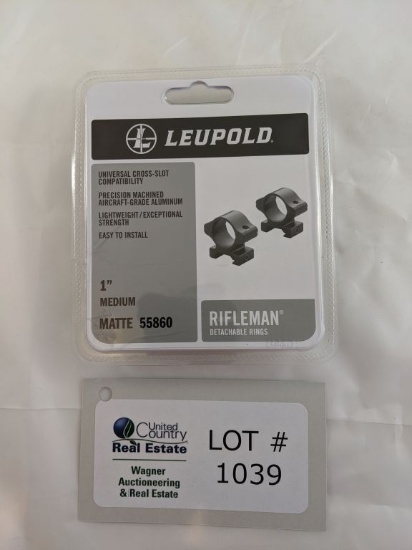 LEUPOLD
UNIVERSAL CROSS-SLOT
COMPATIBILITY
PRECISION MACHINED
AIRCRAFT-GRADE ALUMINUM
LIGHTWEIGHT/EXCEPTIONAL
STRENGTH
EASY TO INSTALL
1"
MEDIUM
MATTE 55860
RIFLEMAN®
DETACHABLE RINGS
United
Country
Real Estate
Wagner
Auctioneering
& Real Estate
LOT #
1039